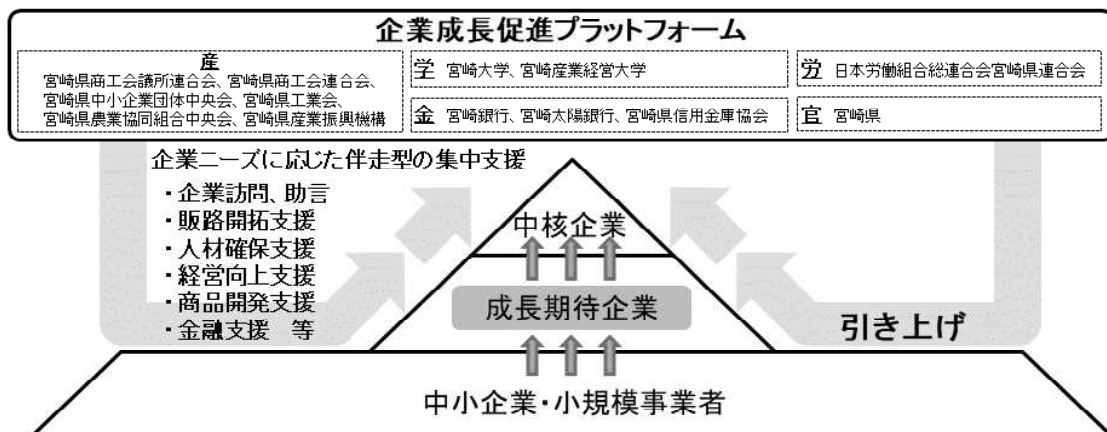 企業成長促進プラットフォーム
産
宮崎県商工会議所連合会、宮崎県商工会連合会、
宮崎県中小企業団体中央会、宮崎県工業会、
宮崎県農業協同組合中央会、宮崎県産業振興機構
学 宮崎大学、宮崎産業経営大学
労 日本労働組合総連合会宮崎県連合会
金 宮崎銀行、宮崎太陽銀行、宮崎県信用金庫協会
官 宮崎県
企業ニーズに応じた伴走型の集中支援
・企業訪問、助言
・販路開拓支援
・人材確保支援
・経営向上支援
・商品開発支援
・金融支援　等
中核企業
成長期待企業
引き上げ
中小企業・小規模事業者